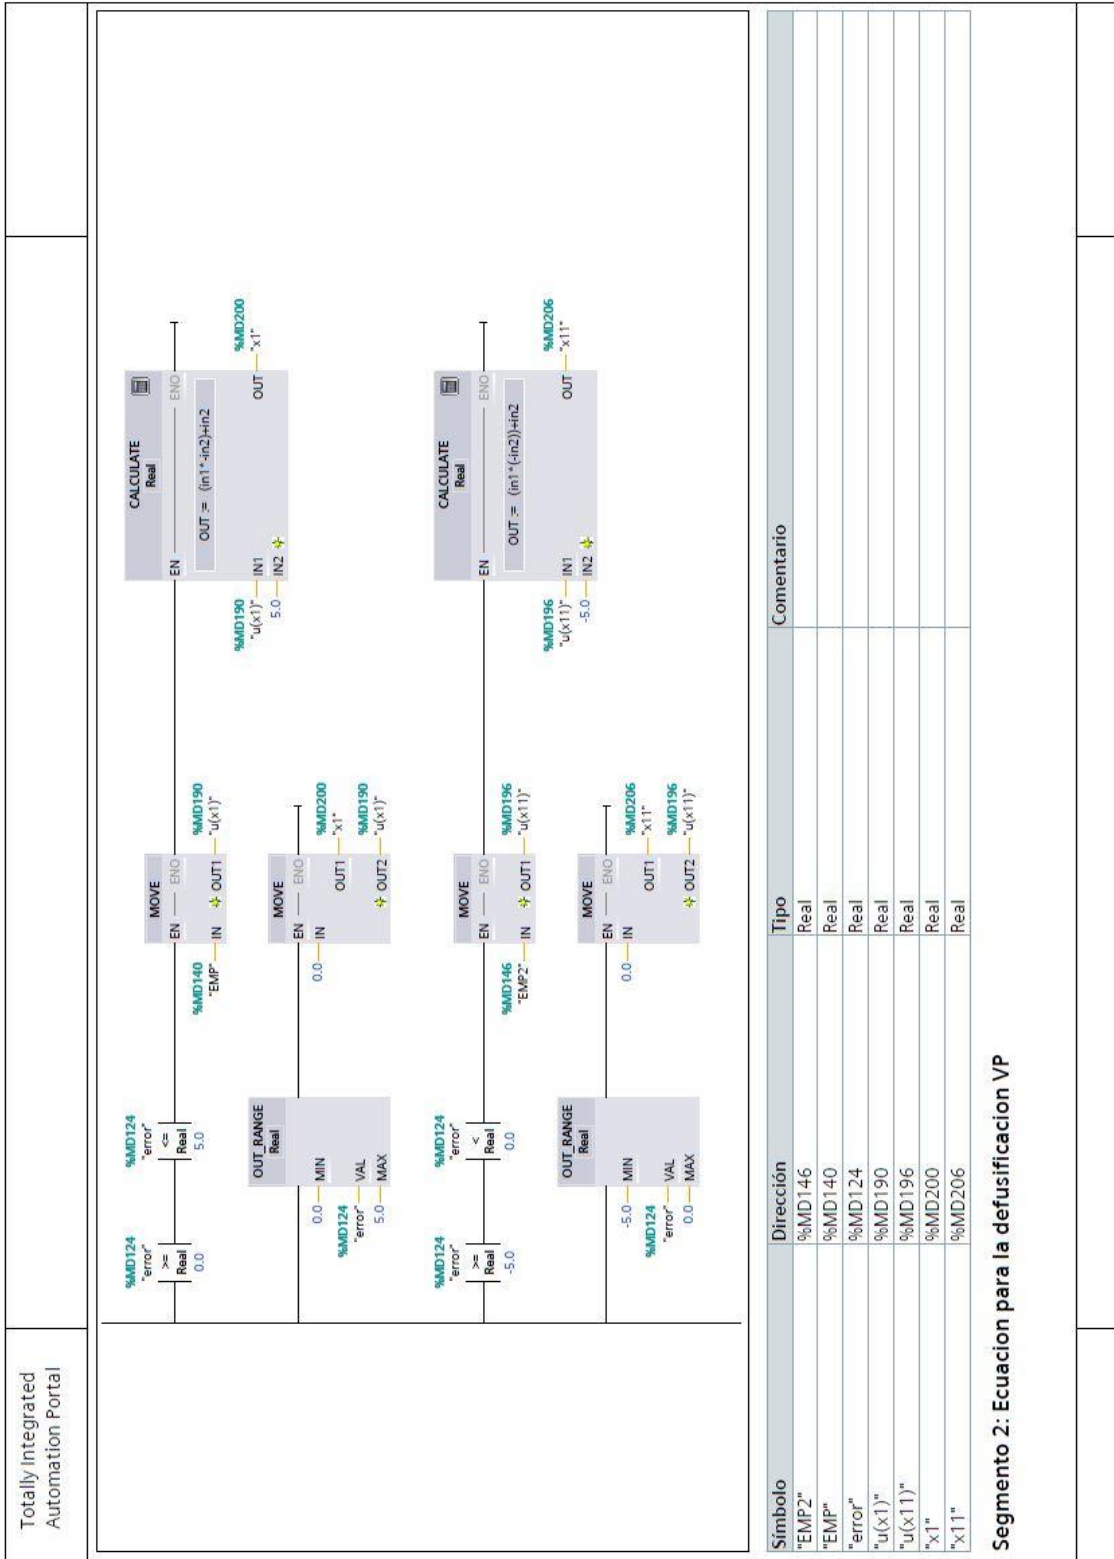 Totally Integrated
Automation Portal
%MD124
"error"
>=
Real
0.0
%MD124
"error"
<=
Real
5.0
MOVE
EN
ENO
%MD140
"EMP"
IN
OUT1
%MD190
"u(x1)"
CALCULATE
Real
EN
ENO
OUT := (in1*-in2)+in2
%MD190
"u(x1)"
IN1
5.0
IN2
OUT
%MD200
"x1"
OUT_RANGE
Real
0.0
MIN
%MD124
"error"
VAL
5.0
MAX
MOVE
EN
ENO
0.0
IN
OUT1
%MD200
"x1"
OUT2
%MD190
"u(x1)"
%MD124
"error"
>=
Real
-5.0
%MD124
"error"
<
Real
0.0
MOVE
EN
ENO
%MD146
"EMP2"
IN
OUT1
%MD196
"u(x11)"
CALCULATE
Real
EN
ENO
OUT := (in1*(-in2))+in2
%MD196
"u(x11)"
IN1
-5.0
IN2
OUT
%MD206
"x11"
OUT_RANGE
Real
-5.0
MIN
%MD124
"error"
VAL
0.0
MAX
MOVE
EN
ENO
0.0
IN
OUT1
%MD206
"x11"
OUT2
%MD196
"u(x11)"
Símbolo Dirección Tipo Comentario
"EMP2" %MD146 Real
"EMP" %MD140 Real
"error" %MD124 Real
"u(x1)" %MD190 Real
"u(x11)" %MD196 Real
"x1" %MD200 Real
"x11" %MD206 Real
Segmento 2: Ecuacion para la defusificacion VP